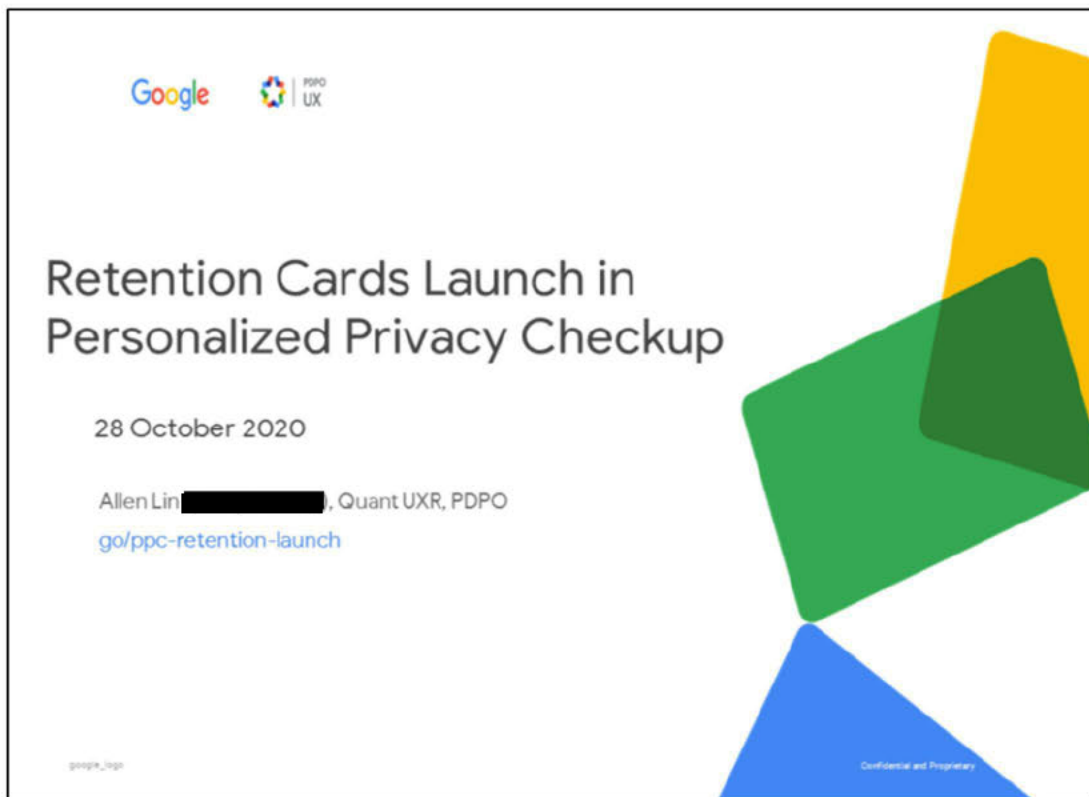 Google PDPO
UX
Retention Cards Launch in
Personalized Privacy Checkup
28 October 2020
Allen Lin ), Quant UXR, PDPO
go/ppc-retention-launch
google_logo Confidential and Proprietary